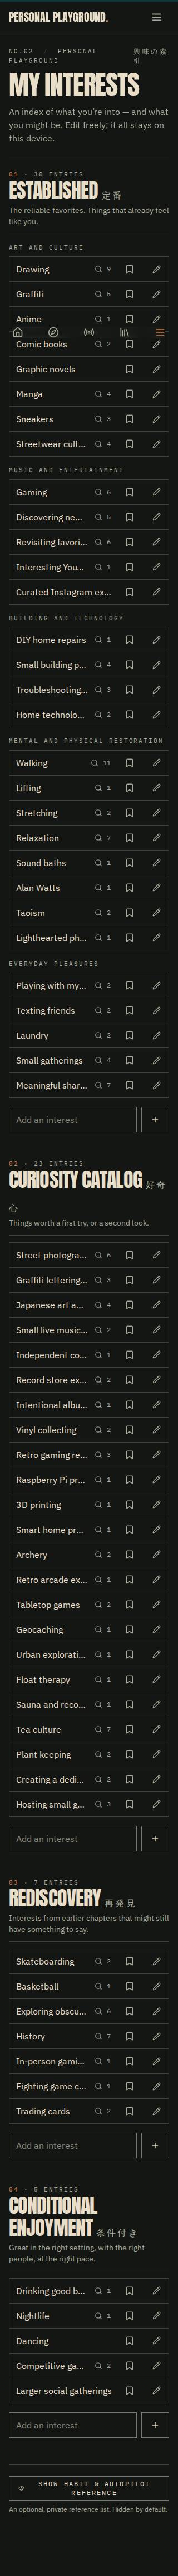 PERSONAL PLAYGROUND.
NO.02 / PERSONAL PLAYGROUND
興味の索引
MY INTERESTS
An index of what you're into — and what
you might be. Edit freely; it all stays on
this device.
01 · 30 ENTRIES
ESTABLISHED 定番
The reliable favorites. Things that already feel
like you.
ART AND CULTURE
Drawing 9
Graffiti 5
Anime 1
Comic books 2
Graphic novels
Manga 4
Sneakers 3
Streetwear cult… 4
MUSIC AND ENTERTAINMENT
Gaming 6
Discovering ne… 5
Revisiting favori… 6
Interesting You… 1
Curated Instagram ex…
BUILDING AND TECHNOLOGY
DIY home repairs 1
Small building p… 4
Troubleshooting… 3
Home technolo… 2
MENTAL AND PHYSICAL RESTORATION
Walking 11
Lifting 1
Stretching 2
Relaxation 7
Sound baths 1
Alan Watts 1
Taoism 2
Lighthearted ph… 1
EVERYDAY PLEASURES
Playing with my… 2
Texting friends 2
Laundry 2
Small gatherings 4
Meaningful shar… 7
Add an interest +
02 · 23 ENTRIES
CURIOSITY CATALOG 好奇
心
Things worth a first try, or a second look.
Street photogra… 6
Graffiti lettering… 3
Japanese art a… 4
Small live music… 2
Independent co… 1
Record store ex… 2
Intentional albu… 1
Vinyl collecting 2
Retro gaming re… 3
Raspberry Pi pr… 1
3D printing 1
Smart home pr… 1
Archery 2
Retro arcade ex… 1
Tabletop games 2
Geocaching 1
Urban explorati… 1
Float therapy 1
Sauna and reco… 1
Tea culture 7
Plant keeping 2
Creating a dedi… 2
Hosting small g… 3
Add an interest +
03 · 7 ENTRIES
REDISCOVERY 再発見
Interests from earlier chapters that might still
have something to say.
Skateboarding 2
Basketball 1
Exploring obscu… 6
History 7
In-person gami… 1
Fighting game c… 1
Trading cards 2
Add an interest +
04 · 5 ENTRIES
CONDITIONAL
ENJOYMENT 条件付き
Great in the right setting, with the right
people, at the right pace.
Drinking good b… 1
Nightlife 1
Dancing
Competitive ga… 2
Larger social gatherings
Add an interest +
SHOW HABIT & AUTOPILOT
REFERENCE
An optional, private reference list. Hidden by default.